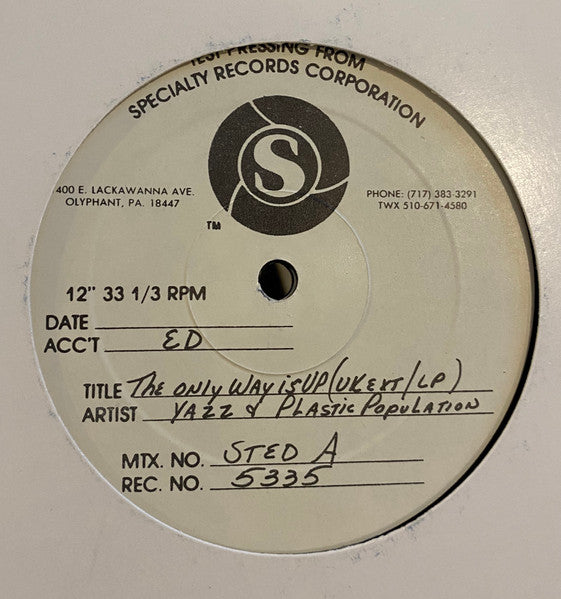 TEST PRESSING FROM
SPECIALTY RECORDS CORPORATION
S
TM
400 E. LACKAWANNA AVE.
OLYPHANT, PA. 18447
PHONE: (717) 383-3291
TWX 510-671-4580
12" 33 1/3 RPM
DATE
ACC'T ED
TITLE The only Way is UP (UK EXT/LP)
ARTIST YAZZ & PLASTIC POPULATION
MTX. NO. STED A
REC. NO. 5335